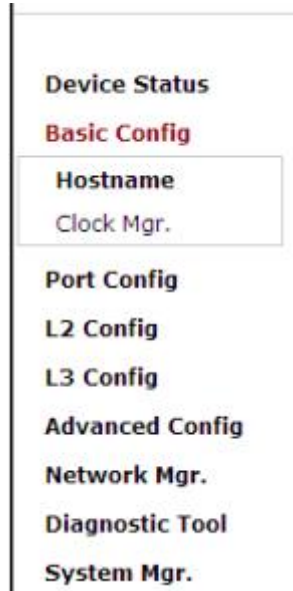 Device Status
Basic Config
Hostname
Clock Mgr.
Port Config
L2 Config
L3 Config
Advanced Config
Network Mgr.
Diagnostic Tool
System Mgr.